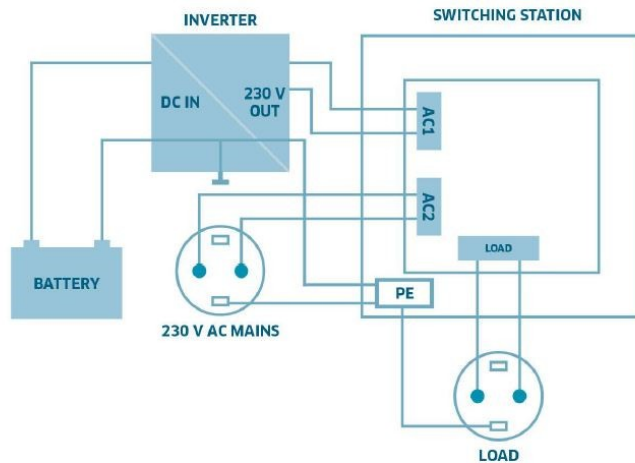 INVERTER
SWITCHING STATION
DC IN
230 V
OUT
AC1
AC2
LOAD
BATTERY
PE
230 V AC MAINS
LOAD